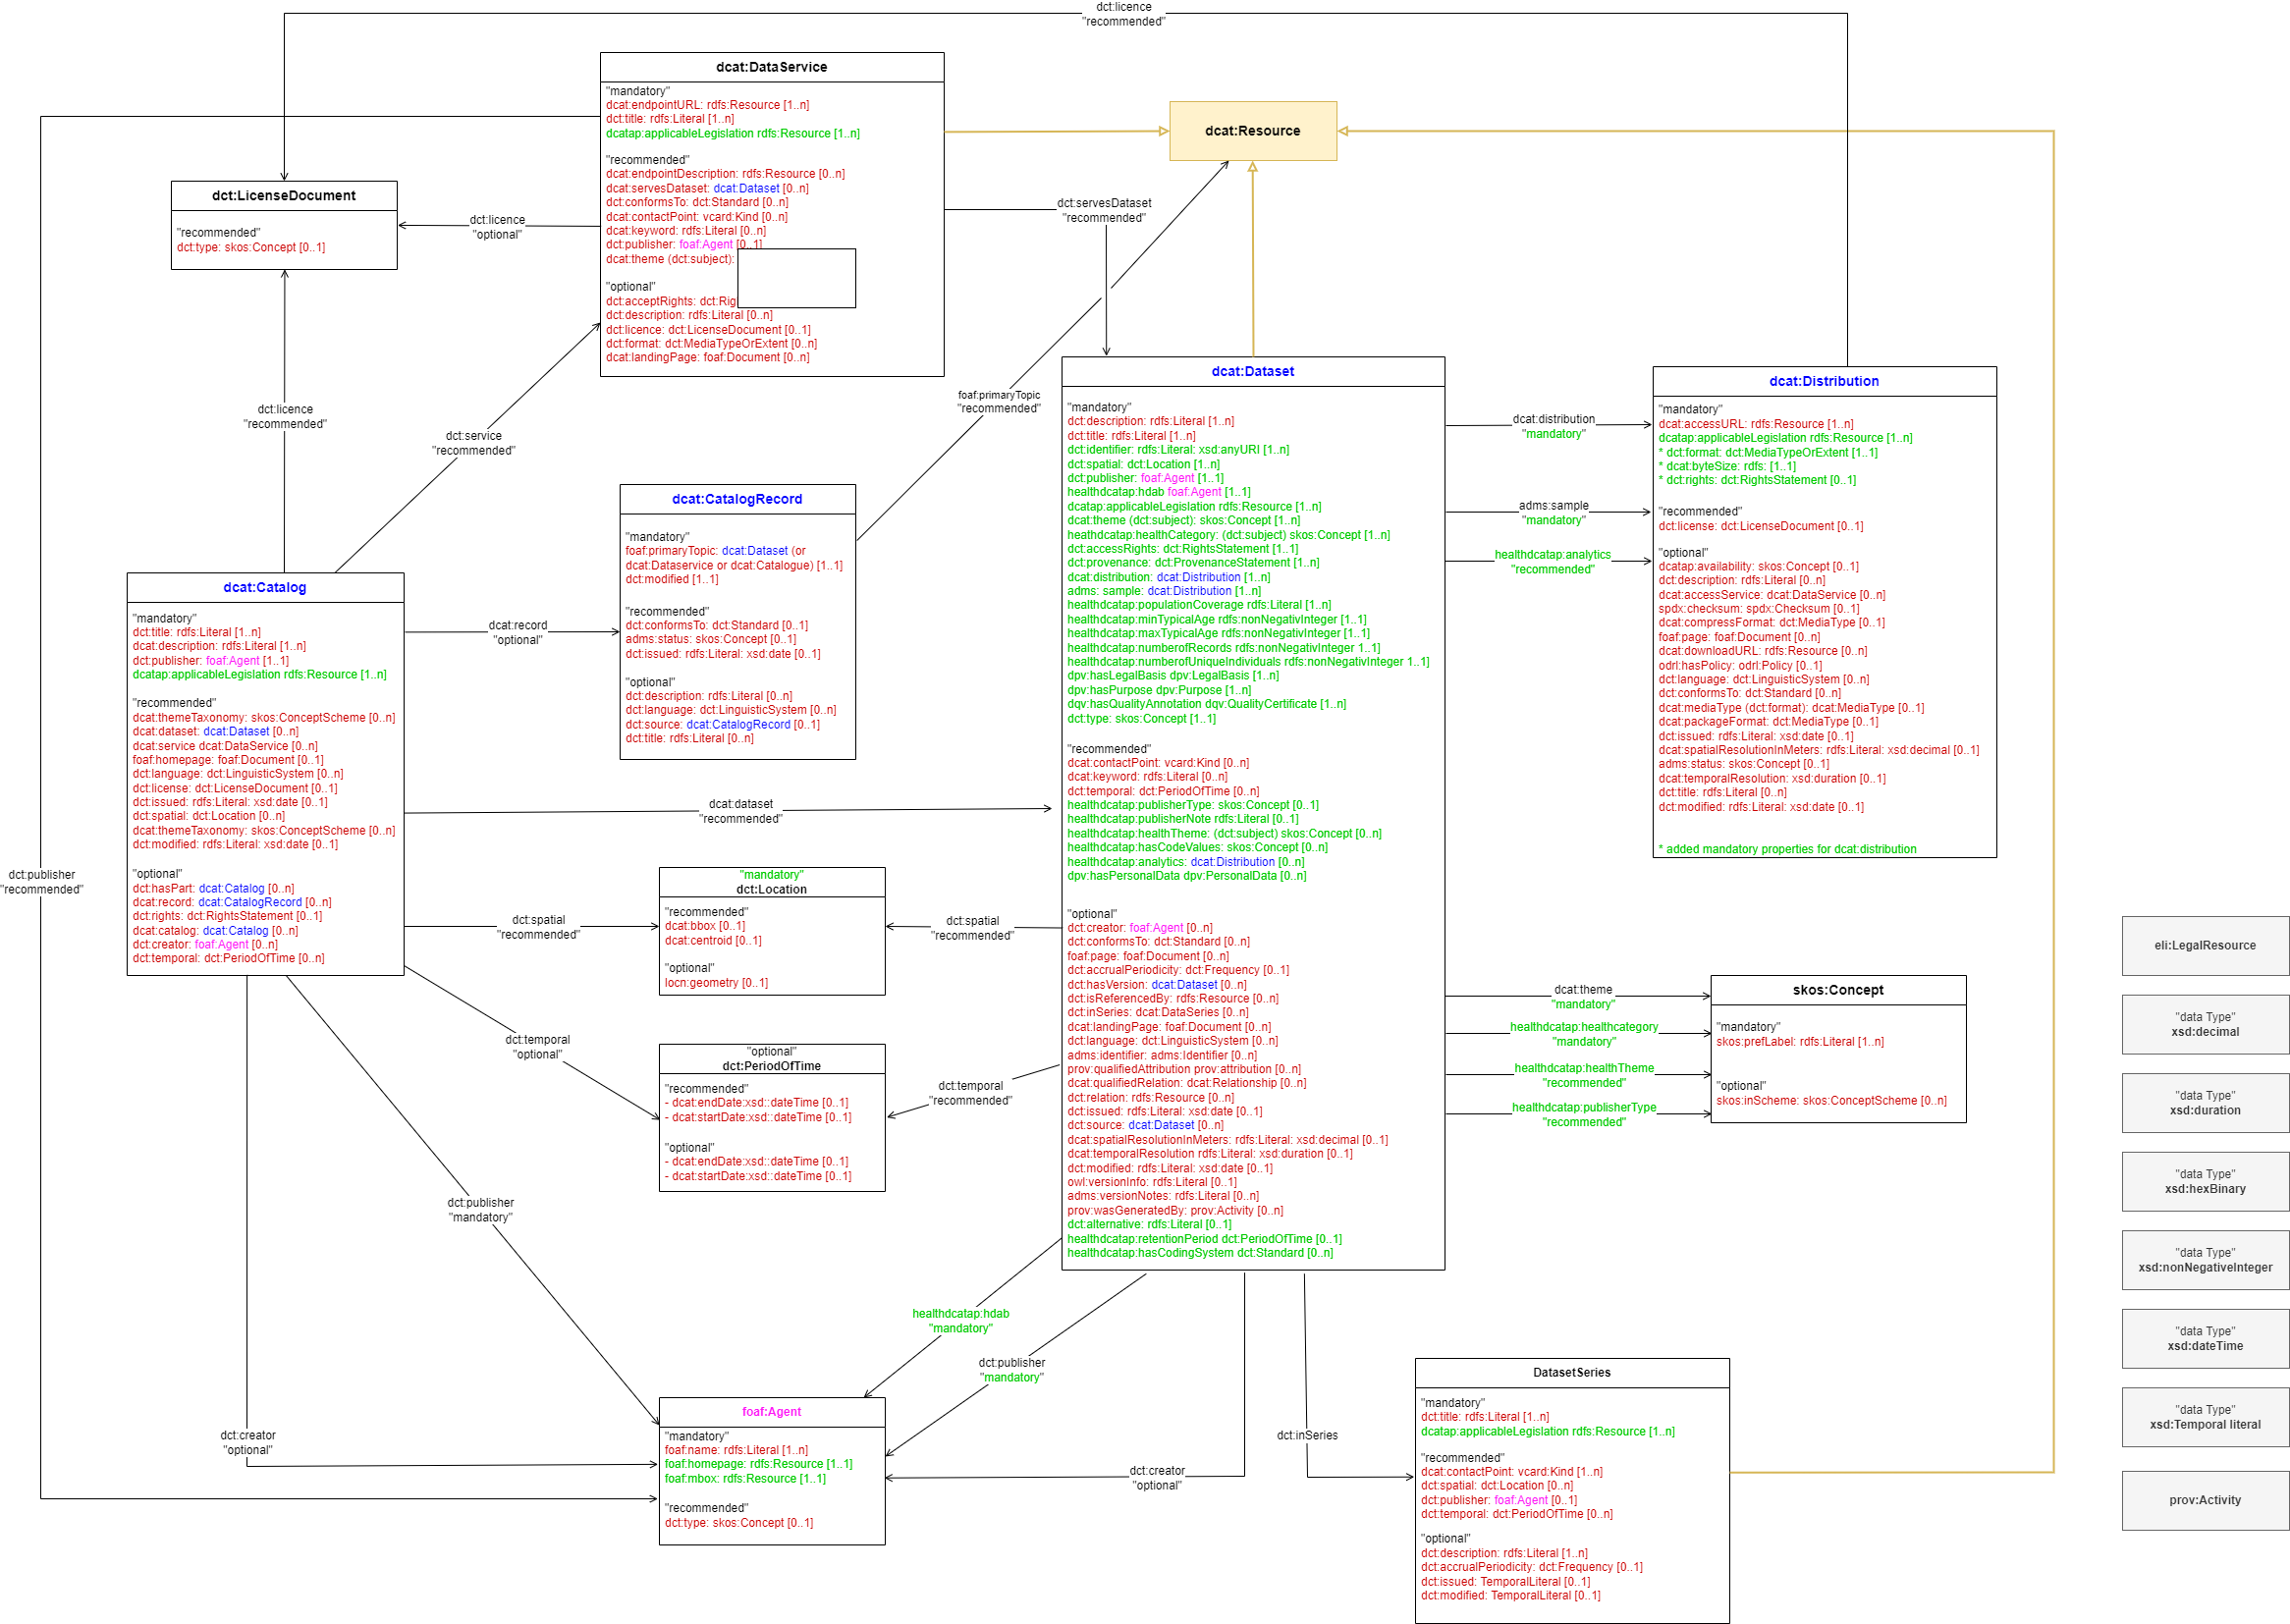 dct:licence
"recommended"
dcat:DataService
"mandatory"
dcat:endpointURL: rdfs:Resource [1..n]
dct:title: rdfs:Literal [1..n]
dcatap:applicableLegislation rdfs:Resource [1..n]
"recommended"
dcat:endpointDescription: rdfs:Resource [0..n]
dcat:servesDataset: dcat:Dataset [0..n]
dct:conformsTo: dct:Standard [0..n]
dcat:contactPoint: vcard:Kind [0..n]
dcat:keyword: rdfs:Literal [0..n]
dct:publisher: foaf:Agent [0..1]
dcat:theme (dct:subject):
"optional"
dct:acceptRights: dct:Rig
dct:description: rdfs:Literal [0..n]
dct:licence: dct:LicenseDocument [0..1]
dct:format: dct:MediaTypeOrExtent [0..n]
dcat:landingPage: foaf:Document [0..n]
dcat:Resource
dct:LicenseDocument
"recommended"
dct:type: skos:Concept [0..1]
dct:licence
"optional"
dct:servesDataset
"recommended"
dct:licence
"recommended"
dct:service
"recommended"
foaf:primaryTopic
"recommended"
dcat:CatalogRecord
"mandatory"
foaf:primaryTopic: dcat:Dataset (or
dcat:Dataservice or dcat:Catalogue) [1..1]
dct:modified [1..1]
"recommended"
dct:conformsTo: dct:Standard [0..1]
adms:status: skos:Concept [0..1]
dct:issued: rdfs:Literal: xsd:date [0..1]
"optional"
dct:description: rdfs:Literal [0..n]
dct:language: dct:LinguisticSystem [0..n]
dct:source: dcat:CatalogRecord [0..1]
dct:title: rdfs:Literal [0..n]
dcat:Catalog
"mandatory"
dct:title: rdfs:Literal [1..n]
dcat:description: rdfs:Literal [1..n]
dct:publisher: foaf:Agent [1..1]
dcatap:applicableLegislation rdfs:Resource [1..n]
"recommended"
dcat:themeTaxonomy: skos:ConceptScheme [0..n]
dcat:dataset: dcat:Dataset [0..n]
dcat:service dcat:DataService [0..n]
foaf:homepage: foaf:Document [0..1]
dct:language: dct:LinguisticSystem [0..n]
dct:license: dct:LicenseDocument [0..1]
dct:issued: rdfs:Literal: xsd:date [0..1]
dct:spatial: dct:Location [0..n]
dcat:themeTaxonomy: skos:ConceptScheme [0..n]
dct:modified: rdfs:Literal: xsd:date [0..1]
"optional"
dct:hasPart: dcat:Catalog [0..n]
dcat:record: dcat:CatalogRecord [0..n]
dct:rights: dct:RightsStatement [0..1]
dct:catalog: dcat:Catalog [0..n]
dct:creator: foaf:Agent [0..n]
dct:temporal: dct:PeriodOfTime [0..n]
dcat:record
"optional"
dcat:dataset
"recommended"
dct:publisher
"recommended"
dct:spatial
"recommended"
"mandatory"
dct:Location
"recommended"
dcat:bbox [0..1]
dcat:centroid [0..1]
"optional"
locn:geometry [0..1]
dct:spatial
"recommended"
dct:temporal
"optional"
"optional"
dct:PeriodOfTime
"recommended"
- dcat:endDate:xsd::dateTime [0..1]
- dcat:startDate:xsd::dateTime [0..1]
"optional"
- dcat:endDate:xsd::dateTime [0..1]
- dcat:startDate:xsd::dateTime [0..1]
dct:temporal
"recommended"
dct:publisher
"mandatory"
dcat:Dataset
"mandatory"
dct:description: rdfs:Literal [1..n]
dct:title: rdfs:Literal [1..n]
dct:identifier: rdfs:Literal: xsd:anyURI [1..n]
dct:spatial: dct:Location [1..n]
dct:publisher: foaf:Agent [1..1]
healthdcatap:hdab foaf:Agent [1..1]
dcatap:applicableLegislation rdfs:Resource [1..n]
dcat:theme (dct:subject): skos:Concept [1..n]
heathdcatap:healthCategory: (dct:subject) skos:Concept [1..n]
dct:accessRights: dct:RightsStatement [1..1]
dct:provenance: dct:ProvenanceStatement [1..n]
dcat:distribution: dcat:Distribution [1..n]
adms: sample: dcat:Distribution [1..n]
healthdcatap:populationCoverage rdfs:Literal [1..n]
healthdcatap:minTypicalAge rdfs:nonNegativInteger [1..1]
healthdcatap:maxTypicalAge rdfs:nonNegativInteger [1..1]
healthdcatap:numberofRecords rdfs:nonNegativInteger 1..1]
healthdcatap:numberofUniqueIndividuals rdfs:nonNegativInteger 1..1]
dpv:hasLegalBasis dpv:LegalBasis [1..n]
dpv:hasPurpose dpv:Purpose [1..n]
dqv:hasQualityAnnotation dqv:QualityCertificate [1..n]
dct:type: skos:Concept [1..1]
"recommended"
dcat:contactPoint: vcard:Kind [0..n]
dcat:keyword: rdfs:Literal [0..n]
dct:temporal: dct:PeriodOfTime [0..n]
healthdcatap:publisherType: skos:Concept [0..1]
healthdcatap:publisherNote rdfs:Literal [0..1]
healthdcatap:healthTheme: (dct:subject) skos:Concept [0..n]
healthdcatap:hasCodeValues: skos:Concept [0..n]
healthdcatap:analytics: dcat:Distribution [0..n]
dpv:hasPersonalData dpv:PersonalData [0..n]
"optional"
dct:creator: foaf:Agent [0..n]
dct:conformsTo: dct:Standard [0..n]
foaf:page: foaf:Document [0..n]
dct:accrualPeriodicity: dct:Frequency [0..1]
dct:hasVersion: dcat:Dataset [0..n]
dct:isReferencedBy: rdfs:Resource [0..n]
dct:inSeries: dcat:DataSeries [0..n]
dcat:landingPage: foaf:Document [0..n]
dct:language: dct:LinguisticSystem [0..n]
adms:identifier: adms:Identifier [0..n]
prov:qualifiedAttribution prov:attribution [0..n]
dcat:qualifiedRelation: dcat:Relationship [0..n]
dct:relation: rdfs:Resource [0..n]
dct:issued: rdfs:Literal: xsd:date [0..1]
dct:source: dcat:Dataset [0..n]
dcat:spatialResolutionInMeters: rdfs:Literal: xsd:decimal [0..1]
dcat:temporalResolution rdfs:Literal: xsd:duration [0..1]
dct:modified: rdfs:Literal: xsd:date [0..1]
owl:versionInfo: rdfs:Literal [0..1]
adms:versionNotes: rdfs:Literal [0..n]
prov:wasGeneratedBy: prov:Activity [0..n]
dct:alternative: rdfs:Literal [0..1]
healthdcatap:retentionPeriod dct:PeriodOfTime [0..1]
healthdcatap:hasCodingSystem dct:Standard [0..n]
dcat:distribution
"mandatory"
adms:sample
"mandatory"
healthdcatap:analytics
"recommended"
dcat:Distribution
"mandatory"
dcat:accessURL: rdfs:Resource [1..n]
dcatap:applicableLegislation rdfs:Resource [1..n]
* dct:format: dct:MediaTypeOrExtent [1..1]
* dcat:byteSize: rdfs: [1..1]
* dct:rights: dct:RightsStatement [0..1]
"recommended"
dct:license: dct:LicenseDocument [0..1]
"optional"
dcatap:availability: skos:Concept [0..1]
dct:description: rdfs:Literal [0..n]
dcat:accessService: dcat:DataService [0..n]
spdx:checksum: spdx:Checksum [0..1]
dcat:compressFormat: dct:MediaType [0..1]
foaf:page: foaf:Document [0..n]
dcat:downloadURL: rdfs:Resource [0..n]
odrl:hasPolicy: odrl:Policy [0..1]
dct:language: dct:LinguisticSystem [0..n]
dct:conformsTo: dct:Standard [0..n]
dcat:mediaType (dct:format): dcat:MediaType [0..1]
dcat:packageFormat: dct:MediaType [0..1]
dct:issued: rdfs:Literal: xsd:date [0..1]
dcat:spatialResolutionInMeters: rdfs:Literal: xsd:decimal [0..1]
adms:status: skos:Concept [0..1]
dcat:temporalResolution: xsd:duration [0..1]
dct:title: rdfs:Literal [0..n]
dct:modified: rdfs:Literal: xsd:date [0..1]
* added mandatory properties for dcat:distribution
dcat:theme
"mandatory"
healthdcatap:healthcategory
"mandatory"
healthdcatap:healthTheme
"recommended"
healthdcatap:publisherType
"recommended"
skos:Concept
"mandatory"
skos:prefLabel: rdfs:Literal [1..n]
"optional"
skos:inScheme: skos:ConceptScheme [0..n]
eli:LegalResource
"data Type"
xsd:decimal
"data Type"
xsd:duration
"data Type"
xsd:hexBinary
"data Type"
xsd:nonNegativeInteger
"data Type"
xsd:dateTime
"data Type"
xsd:Temporal literal
prov:Activity
healthdcatap:hdab
"mandatory"
dct:publisher
"mandatory"
dct:creator
"optional"
foaf:Agent
"mandatory"
foaf:name: rdfs:Literal [1..n]
foaf:homepage: rdfs:Resource [1..1]
foaf:mbox: rdfs:Resource [1..1]
"recommended"
dct:type: skos:Concept [0..1]
dct:creator
"optional"
dct:inSeries
DatasetSeries
"mandatory"
dct:title: rdfs:Literal [1..n]
dcatap:applicableLegislation rdfs:Resource [1..n]
"recommended"
dcat:contactPoint: vcard:Kind [1..n]
dct:spatial: dct:Location [0..n]
dct:publisher: foaf:Agent [0..1]
dct:temporal: dct:PeriodOfTime [0..n]
"optional"
dct:description: rdfs:Literal [1..n]
dct:accrualPeriodicity: dct:Frequency [0..1]
dct:issued: TemporalLiteral [0..1]
dct:modified: TemporalLiteral [0..1]